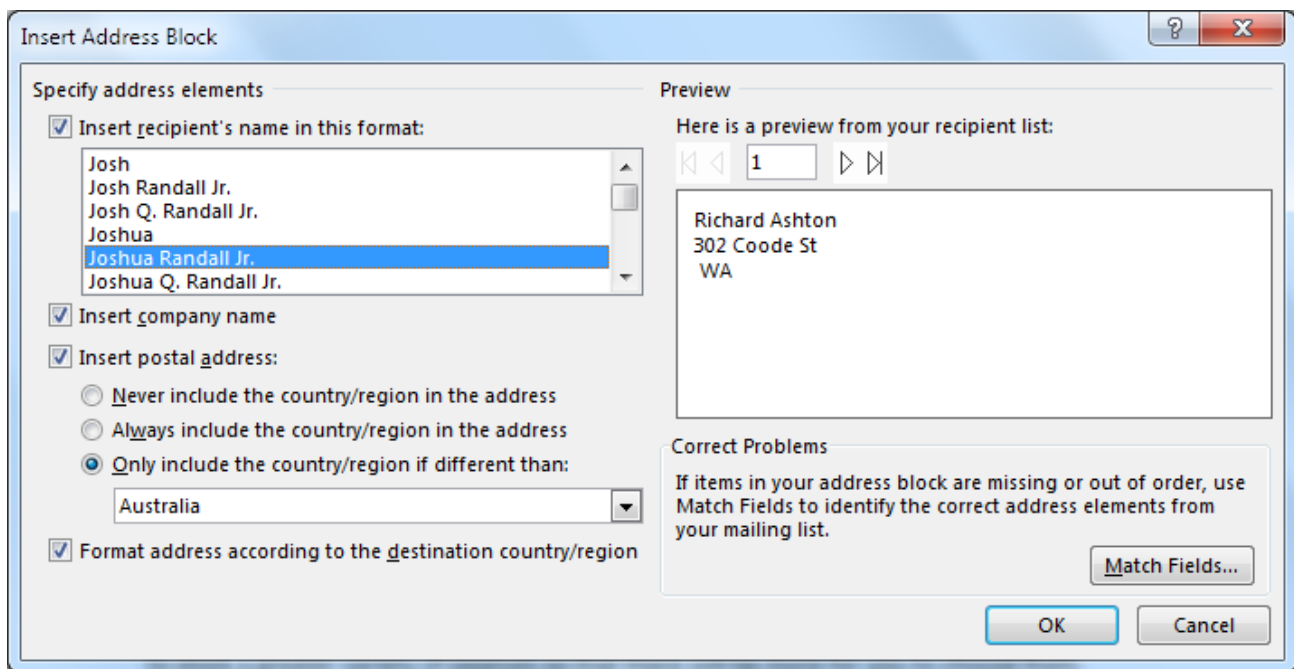 Insert Address Block
Specify address elements
Insert recipient's name in this format:
Josh
Josh Randall Jr.
Josh Q. Randall Jr.
Joshua
Joshua Randall Jr.
Joshua Q. Randall Jr.
Insert company name
Insert postal address:
Never include the country/region in the address
Always include the country/region in the address
Only include the country/region if different than:
Australia
Format address according to the destination country/region
Preview
Here is a preview from your recipient list:
1
Richard Ashton
302 Coode St
WA
Correct Problems
If items in your address block are missing or out of order, use
Match Fields to identify the correct address elements from
your mailing list.
Match Fields...
OK
Cancel